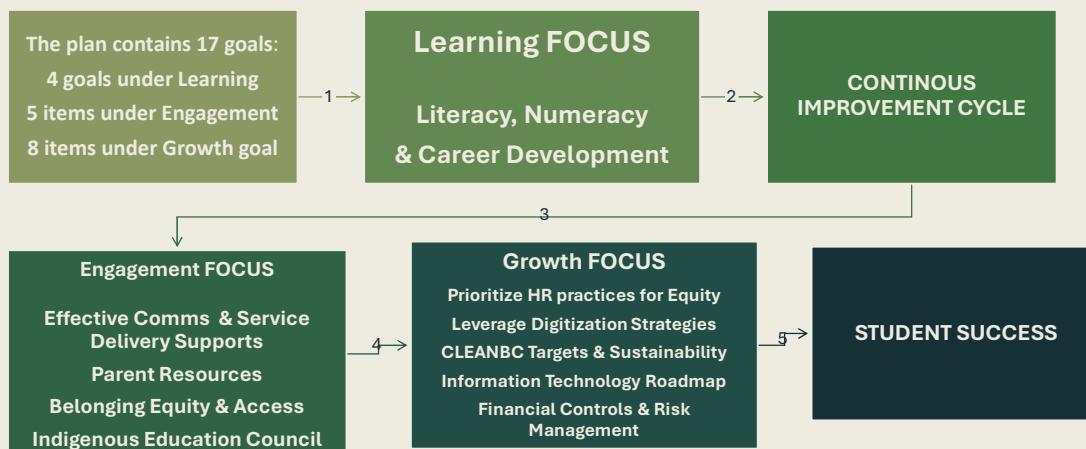 The plan contains 17 goals:
4 goals under Learning
5 items under Engagement
8 items under Growth goal
1
Learning FOCUS
Literacy, Numeracy
& Career Development
2
CONTINOUS
IMPROVEMENT CYCLE
3
Engagement FOCUS
Effective Comms & Service
Delivery Supports
Parent Resources
Belonging Equity & Access
Indigenous Education Council
4
Growth FOCUS
Prioritize HR practices for Equity
Leverage Digitization Strategies
CLEANBC Targets & Sustainability
Information Technology Roadmap
Financial Controls & Risk
Management
5
STUDENT SUCCESS